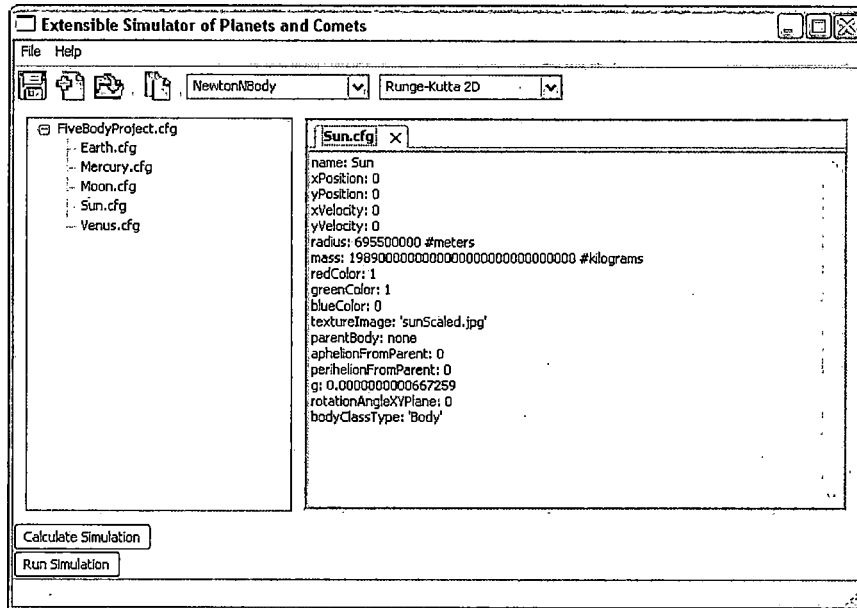 Extensible Simulator of Planets and Comets
File Help
NewtonNBody Runge-Kutta 2D
FiveBodyProject.cfg
Earth.cfg
Mercury.cfg
Moon.cfg
Sun.cfg
Venus.cfg
Sun.cfg X
name: Sun
xPosition: 0
yPosition: 0
xVelocity: 0
yVelocity: 0
radius: 695500000 #meters
mass: 1989000000000000000000000000000 #kilograms
redColor: 1
greenColor: 1
blueColor: 0
textureImage: 'sunScaled.jpg'
parentBody: none
aphelionFromParent: 0
perihelionFromParent: 0
g: 0.0000000000667259
rotationAngleXYPlane: 0
bodyClassType: 'Body'
Calculate Simulation
Run Simulation